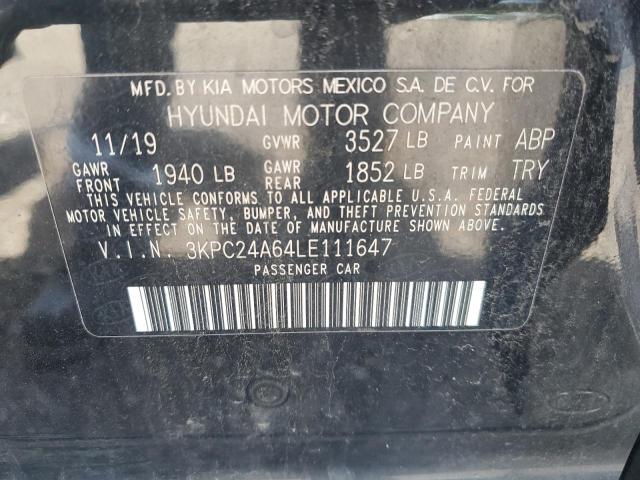 MFD. BY KIA MOTORS MEXICO S.A. DE C.V. FOR
HYUNDAI MOTOR COMPANY
11/19 GVWR 3527 LB PAINT ABP
GAWR FRONT 1940 LB GAWR REAR 1852 LB TRIM TRY
THIS VEHICLE CONFORMS TO ALL APPLICABLE U.S.A. FEDERAL
MOTOR VEHICLE SAFETY, BUMPER, AND THEFT PREVENTION STANDARDS
IN EFFECT ON THE DATE OF MANUFACTURE SHOWN ABOVE.
V.I.N. 3KPC24A64LE111647
PASSENGER CAR